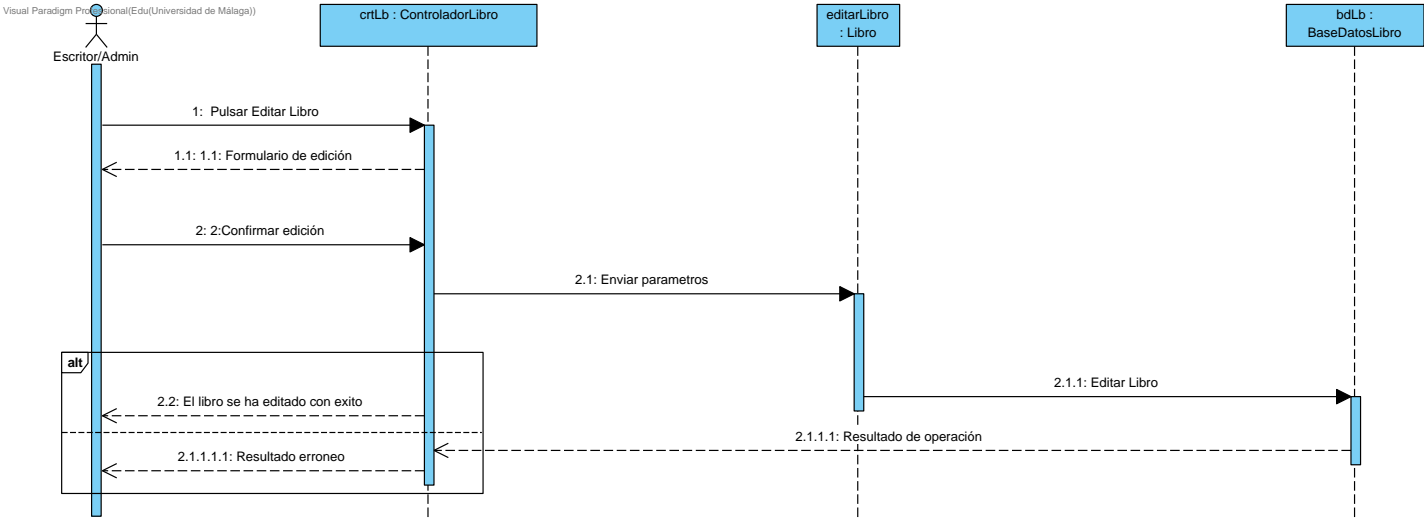 Visual Paradigm Professional(Edu(Universidad de Málaga))
Escritor/Admin
crtLb : ControladorLibro
editarLibro
: Libro
bdLb :
BaseDatosLibro
1:  Pulsar Editar Libro
1.1: 1.1: Formulario de edición
2: 2:Confirmar edición
2.1: Enviar parametros
alt
2.1.1: Editar Libro
2.2: El libro se ha editado con exito
2.1.1.1: Resultado de operación
2.1.1.1.1: Resultado erroneo